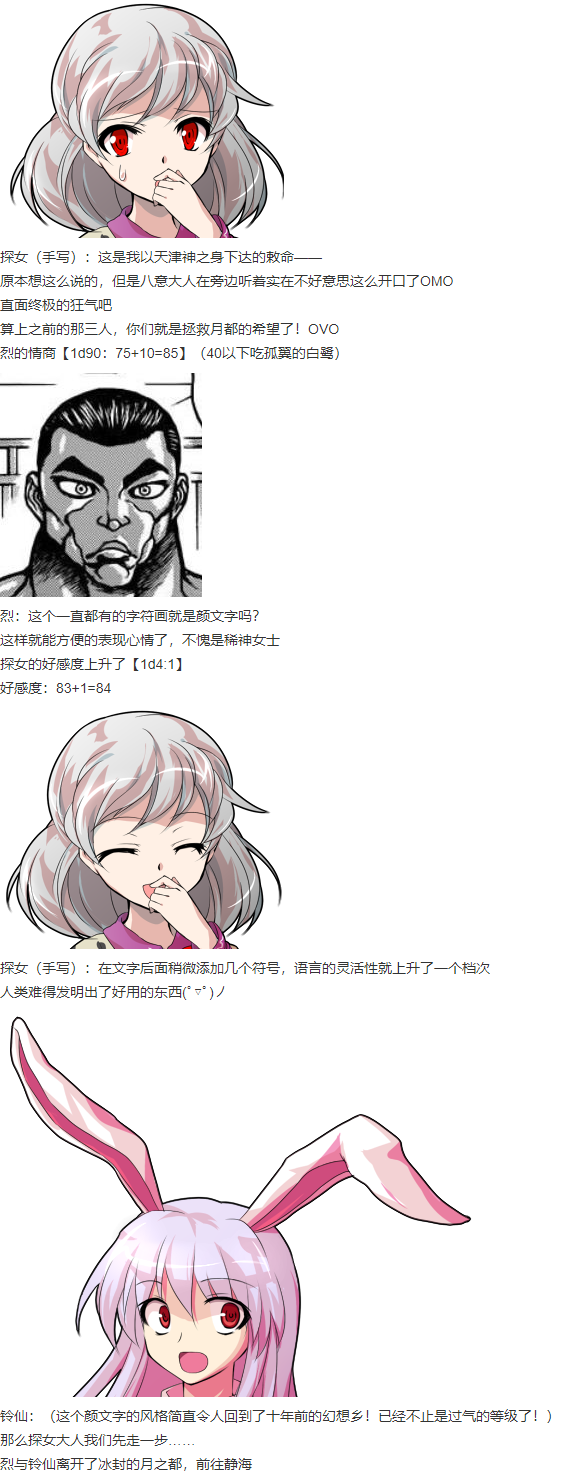 探女（手写）：这是我以天津神之身下达的敕命——
原本想这么说的，但是八意大人在旁边听着实在不好意思这么开口了OMO
直面终极的狂气吧
算上之前的那三人，你们就是拯救月都的希望了！OVO
烈的情商【1d90：75+10=85】（40以下吃孤翼的白鹭）
烈：这个一直都有的字符画就是颜文字吗？
这样就能方便的表现心情了，不愧是稀神女士
探女的好感度上升了【1d4:1】
好感度：83+1=84
探女（手写）：在文字后面稍微添加几个符号，语言的灵活性就上升了一个档次
人类难得发明出了好用的东西(ﾟ▽ﾟ)ノ
铃仙：（这个颜文字的风格简直令人回到了十年前的幻想乡！已经不止是过气的等级了！）
那么探女大人我们先走一步……
烈与铃仙离开了冰封的月之都，前往静海